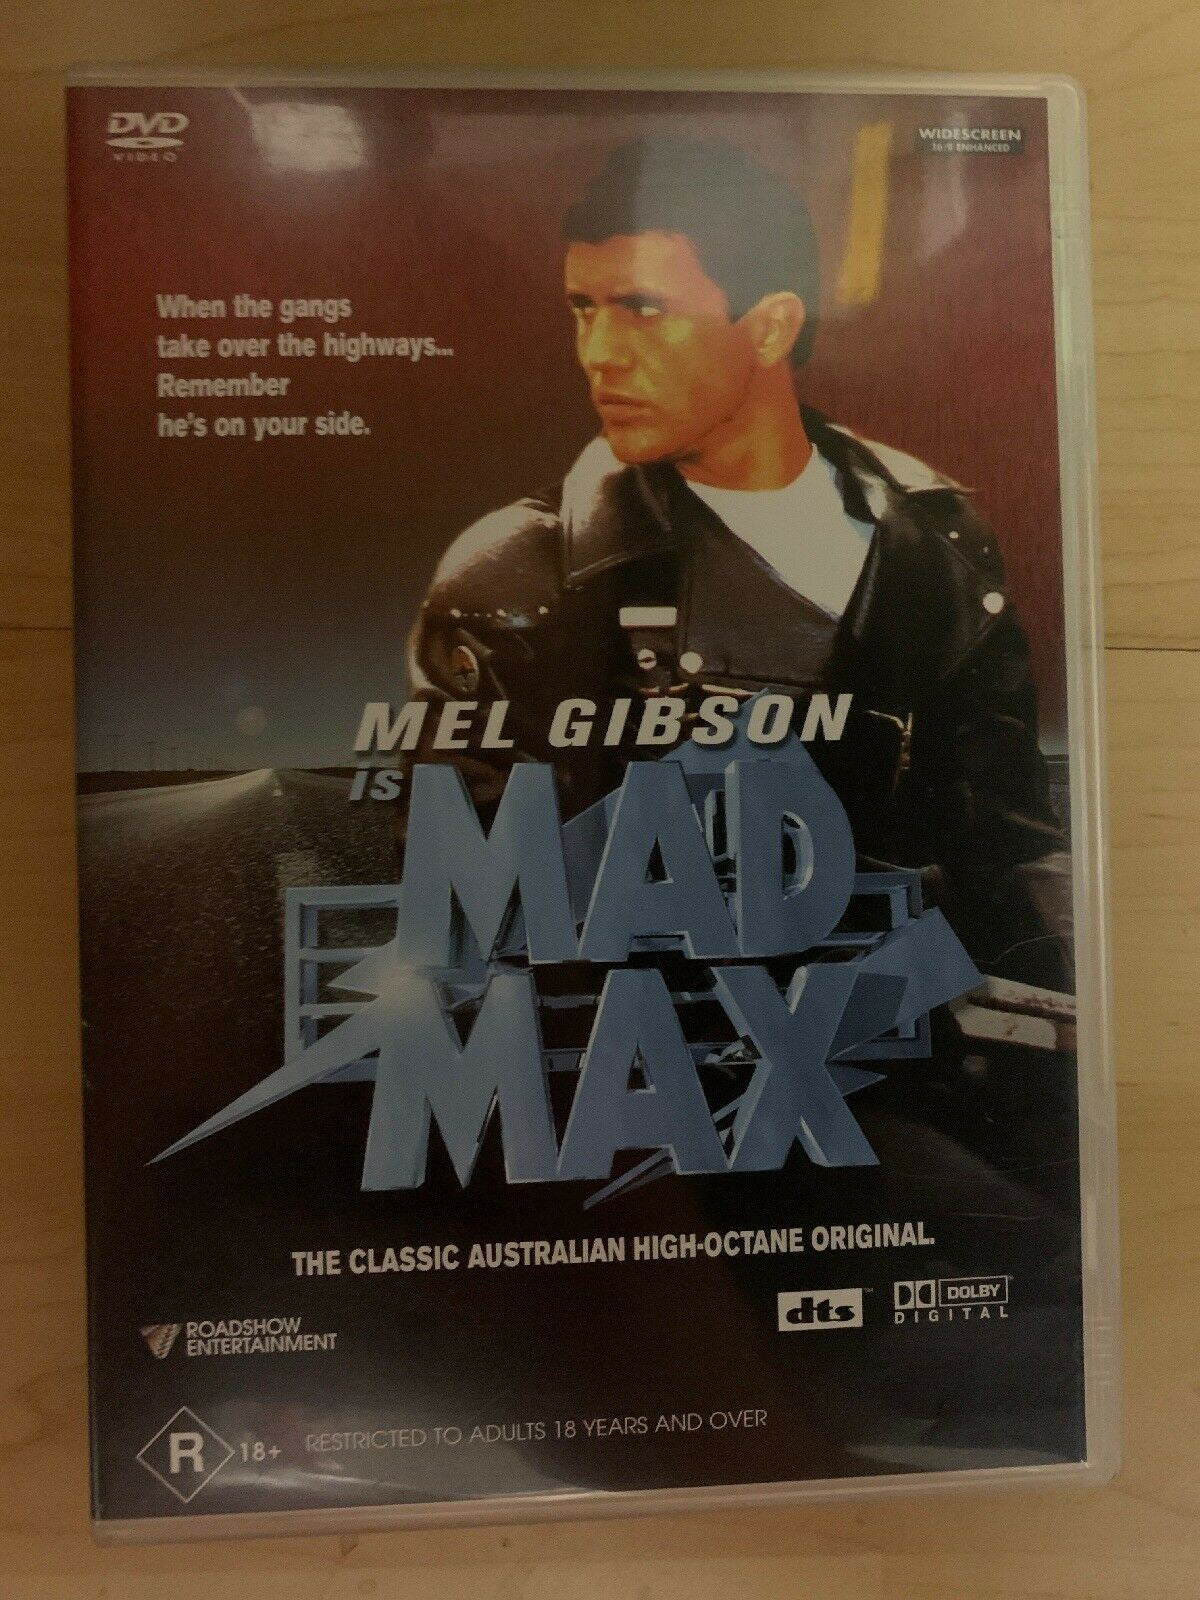 DVD
VIDEO
WIDESCREEN
16:9 ENHANCED
When the gangs
take over the highways...
Remember
he's on your side.
MEL GIBSON
IS
MAD
MAX
THE CLASSIC AUSTRALIAN HIGH-OCTANE ORIGINAL.
dts™
DOLBY®
DIGITAL
ROADSHOW
ENTERTAINMENT
R 18+ RESTRICTED TO ADULTS 18 YEARS AND OVER